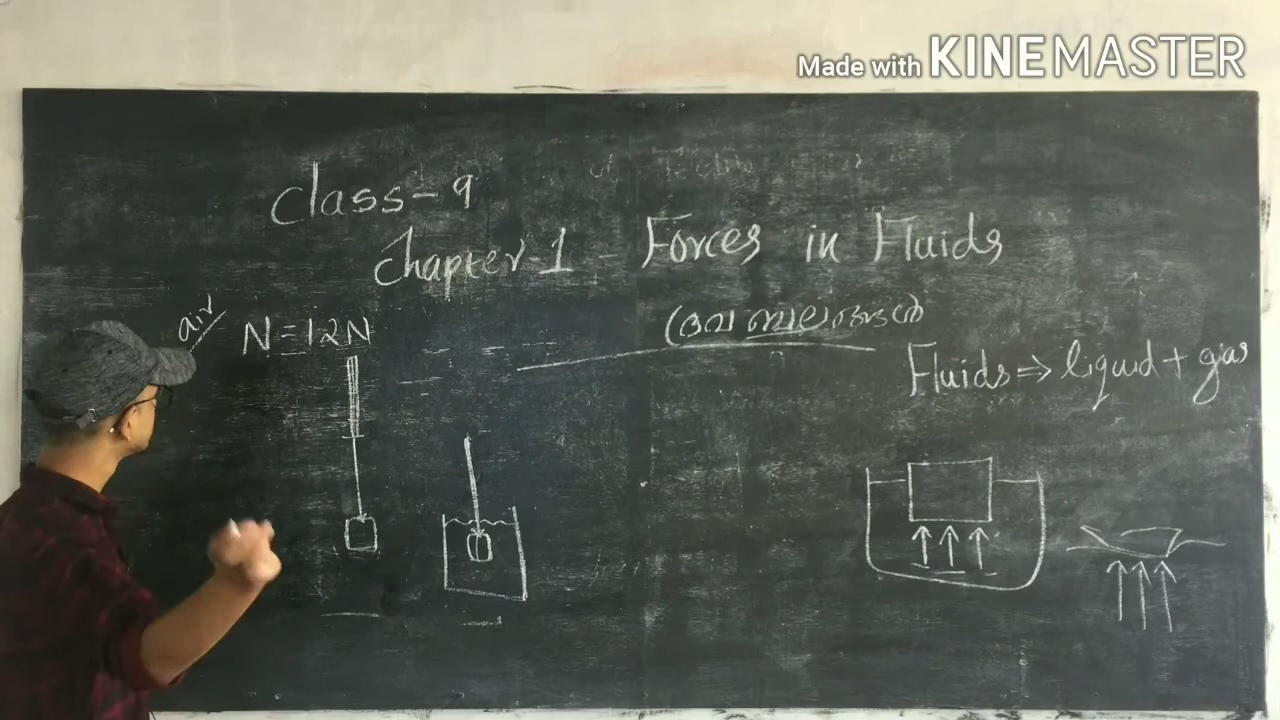 Made with KINEMASTER
Class - 9
Chapter-1 - Forces in Fluids
(ദ്രവ ബലങ്ങൾ
air
N=12N
Fluids ⇒ liquid + gas